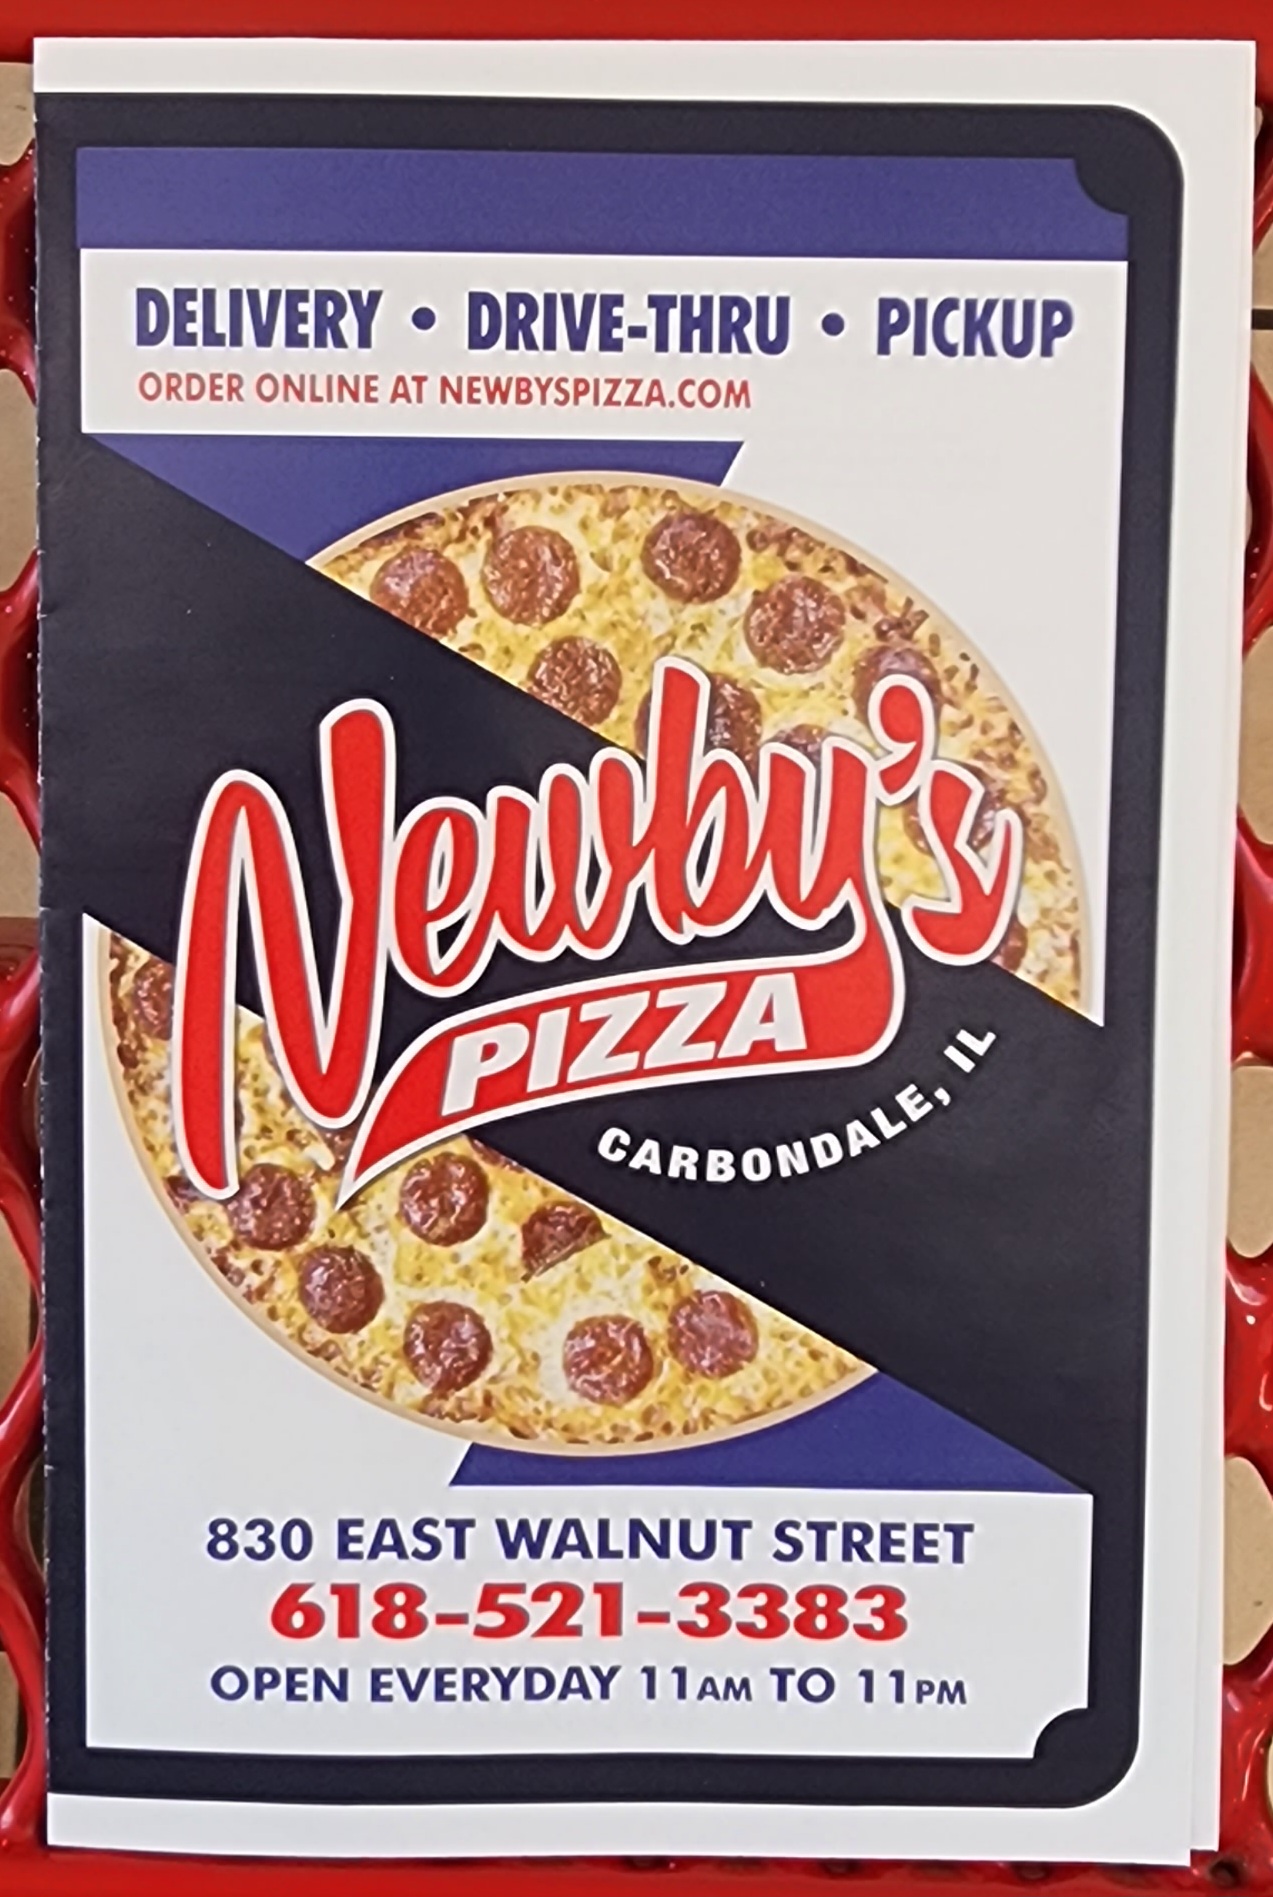 DELIVERY • DRIVE-THRU • PICKUP
ORDER ONLINE AT NEWBYSPIZZA.COM
Newby's
PIZZA
CARBONDALE, IL
830 EAST WALNUT STREET
618-521-3383
OPEN EVERYDAY 11AM TO 11PM